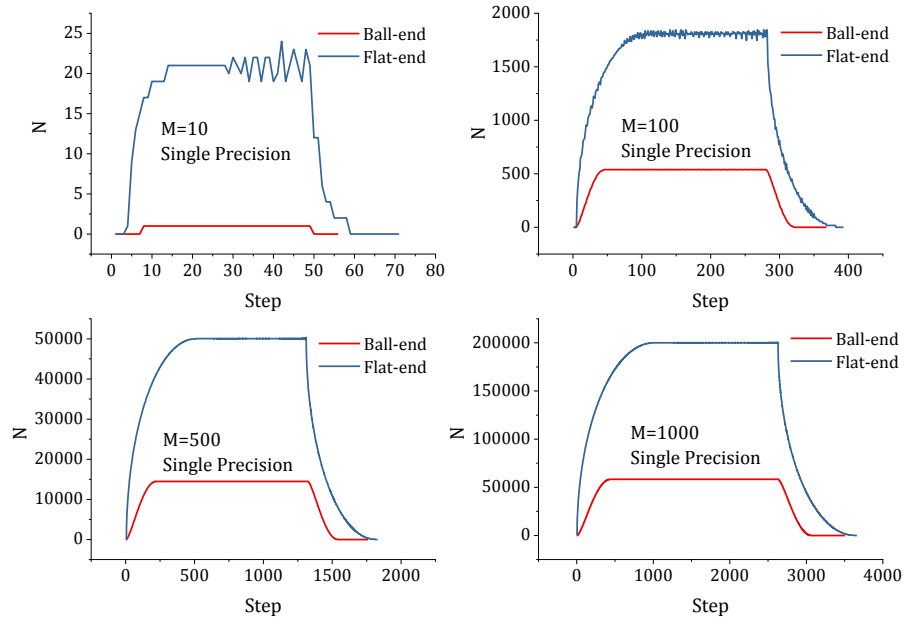 25
20
15
10
5
0
N
Ball-end
Flat-end
M=10
Single Precision
0 10 20 30 40 50 60 70 80
Step
2000
1500
1000
500
0
N
Ball-end
Flat-end
M=100
Single Precision
0 100 200 300 400
Step
50000
40000
30000
20000
10000
0
N
Ball-end
Flat-end
M=500
Single Precision
0 500 1000 1500 2000
Step
200000
150000
100000
50000
0
N
Ball-end
Flat-end
M=1000
Single Precision
0 1000 2000 3000 4000
Step